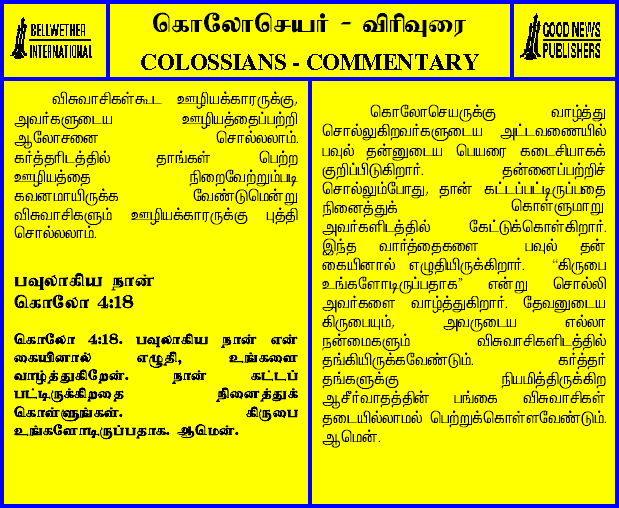 BELLWETHER
INTERNATIONAL
கொலோசெயர் - விரிவுரை
COLOSSIANS - COMMENTARY
GOOD NEWS
PUBLISHERS
விசுவாசிகள்கூட ஊழியக்காரருக்கு,
அவர்களுடைய ஊழியத்தைப்பற்றி
ஆலோசனை சொல்லலாம்.
கர்த்தரிடத்தில் தாங்கள் பெற்ற
ஊழியத்தை நிறைவேற்றும்படி
கவனமாயிருக்க வேண்டுமென்று
விசுவாசிகளும் ஊழியக்காரருக்கு புத்தி
சொல்லலாம்.
பவுலாகிய நான்
கொலோ 4:18
கொலோ 4:18. பவுலாகிய நான் என்
கையினால் எழுதி, உங்களை
வாழ்த்துகிறேன். நான் கட்டப்
பட்டிருக்கிறதை நினைத்துக்
கொள்ளுங்கள். கிருபை
உங்களோடிருப்பதாக. ஆமென்.
கொலோசெயருக்கு வாழ்த்து
சொல்லுகிறவர்களுடைய அட்டவணையில்
பவுல் தன்னுடைய பெயரை கடைசியாகக்
குறிப்பிடுகிறார். தன்னைப்பற்றிச்
சொல்லும்போது, தான் கட்டப்பட்டிருப்பதை
நினைத்துக் கொள்ளுமாறு
அவர்களிடத்தில் கேட்டுக்கொள்கிறார்.
இந்த வார்த்தைகளை பவுல் தன்
கையினால் எழுதியிருக்கிறார். “கிருபை
உங்களோடிருப்பதாக” என்று சொல்லி
அவர்களை வாழ்த்துகிறார். தேவனுடைய
கிருபையும், அவருடைய எல்லா
நன்மைகளும் விசுவாசிகளிடத்தில்
தங்கியிருக்கவேண்டும். கர்த்தர்
தங்களுக்கு நியமித்திருக்கிற
ஆசீர்வாதத்தின் பங்கை விசுவாசிகள்
தடையில்லாமல் பெற்றுக்கொள்ளவேண்டும்.
ஆமென்.